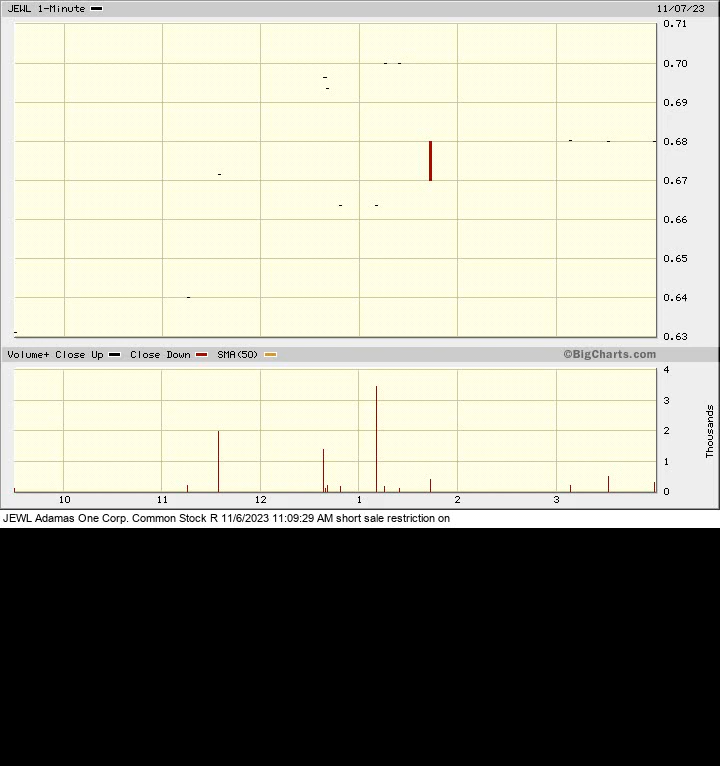 JEWL 1-Minute 11/07/23
0.71
0.70
0.69
0.68
0.67
0.66
0.65
0.64
0.63
Volume+ Close Up Close Down SMA(50) ©BigCharts.com
4
3
2
1
0
Thousands
10 11 12 1 2 3
JEWL Adamas One Corp. Common Stock R 11/6/2023 11:09:29 AM short sale restriction on